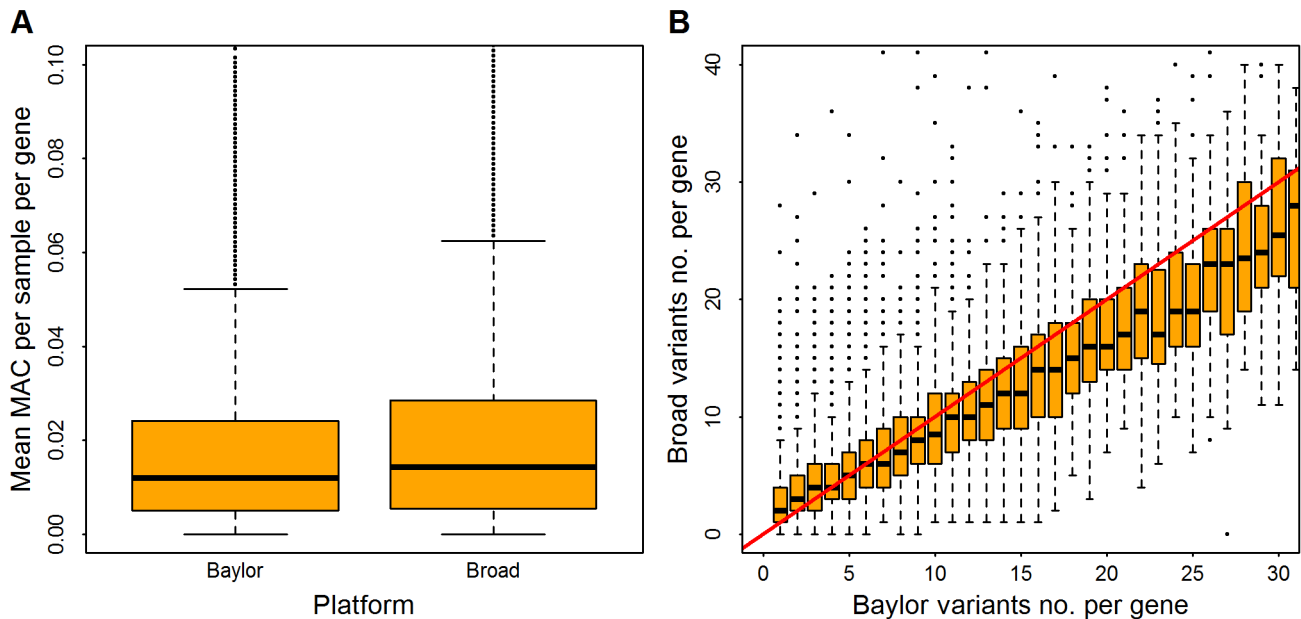 A
Mean MAC per sample per gene
0.10
0.08
0.06
0.04
0.02
0.00
Baylor
Broad
Platform
B
Broad variants no. per gene
40
30
20
10
0
0 5 10 15 20 25 30
Baylor variants no. per gene